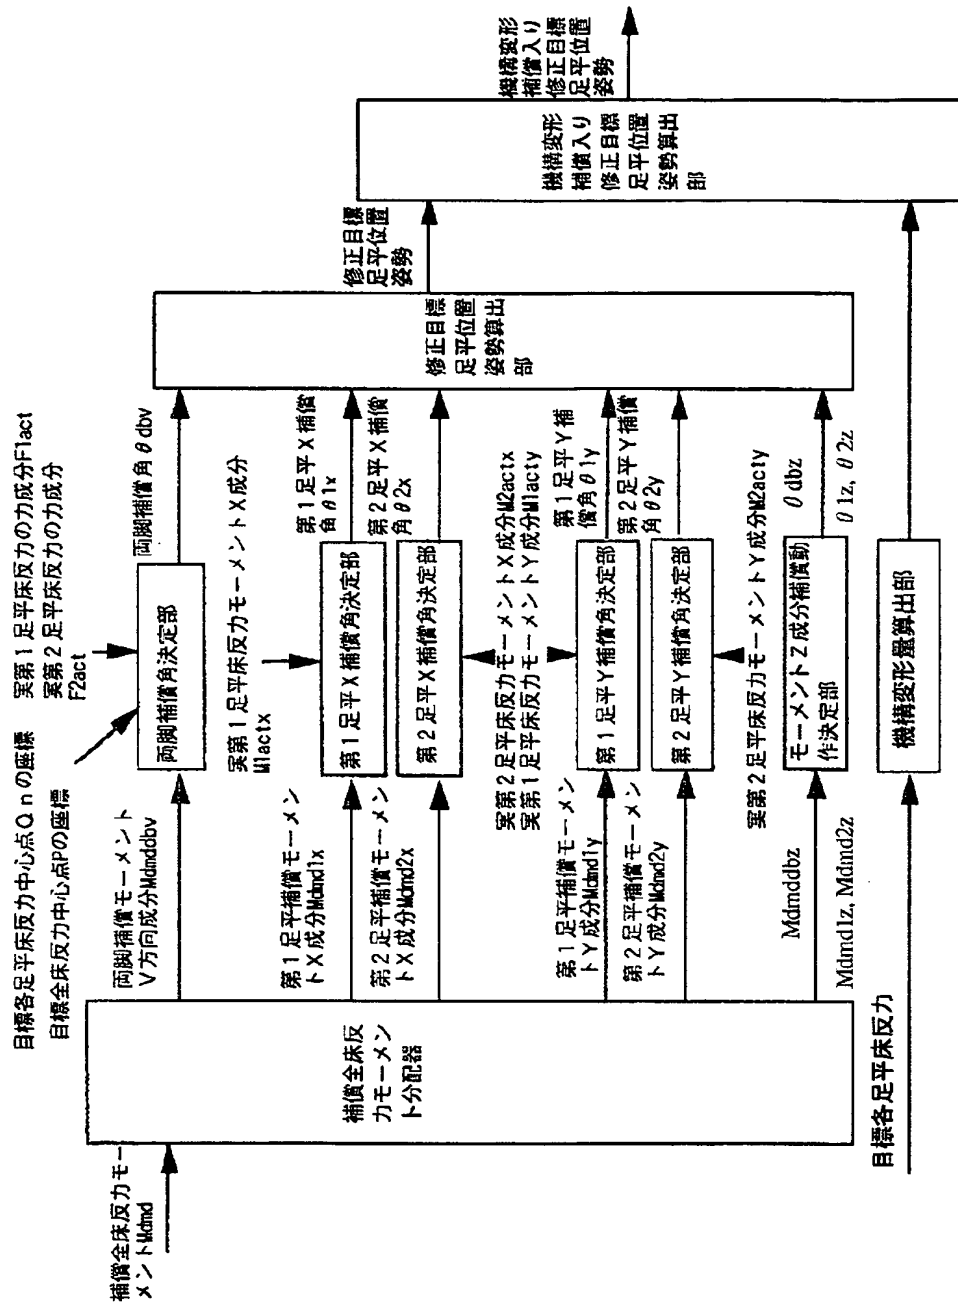 補償全床反力モー
メントMdmd
補償全床反
力モーメン
ト分配器
目標各足平床反力中心点Qnの座標
目標全床反力中心点Pの座標
実第1足平床反力の力成分F1act
実第2足平床反力の力成分
F2act
両脚補償モーメント
V方向成分Mdmddbv
両脚補償角決定部
両脚補償角θdbv
実第1足平床反力モーメントX成分
M1actx
第1足平補償モーメン
トX成分Mdmd1x
第1足平X補償角決定部
第1足平X補償
角θ1x
第2足平補償モーメン
トX成分Mdmd2x
第2足平X補償角決定部
第2足平X補償
角θ2x
実第2足平床反力モーメントX成分M2actx
実第1足平床反力モーメントY成分M1acty
第1足平補償モーメン
トY成分Mdmd1y
第1足平Y補償角決定部
第1足平Y補
償角θ1y
第2足平補償モーメン
トY成分Mdmd2y
第2足平Y補償角決定部
第2足平Y補償
角θ2y
実第2足平床反力モーメントY成分M2acty
Mdmddbz
Mdmd1z, Mdmd2z
モーメントZ成分補償動
作決定部
θdbz
θ1z, θ2z
目標各足平床反力
機構変形量算出部
修正目標
足平位置
姿勢算出
部
修正目標
足平位置
姿勢
機構変形
補償入り
修正目標
足平位置
姿勢算出
部
機構変形
補償入り
修正目標
足平位置
姿勢